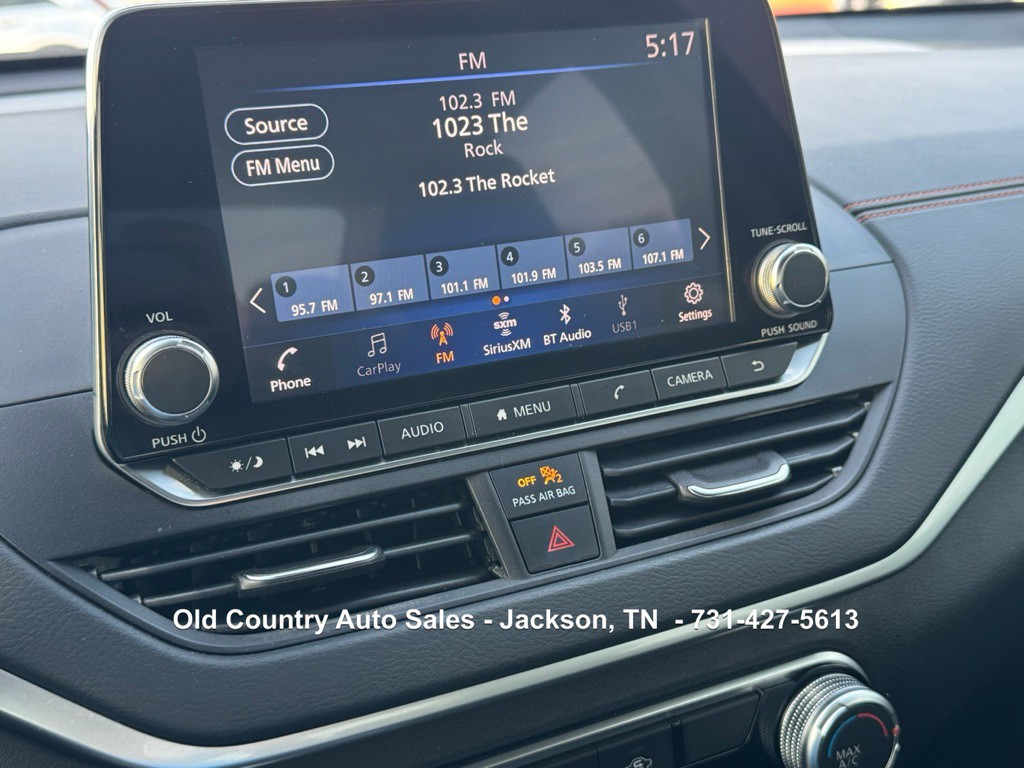 FM
5:17
Source
FM Menu
102.3 FM
1023 The
Rock
102.3 The Rocket
1
95.7 FM
2
97.1 FM
3
101.1 FM
4
101.9 FM
5
103.5 FM
6
107.1 FM
Phone
CarPlay
FM
sxm
SiriusXM
BT Audio
USB1
Settings
VOL
PUSH
TUNE·SCROLL
PUSH SOUND
AUDIO
MENU
CAMERA
OFF 2
PASS AIR BAG
Old Country Auto Sales - Jackson, TN - 731-427-5613
MAX
A/C